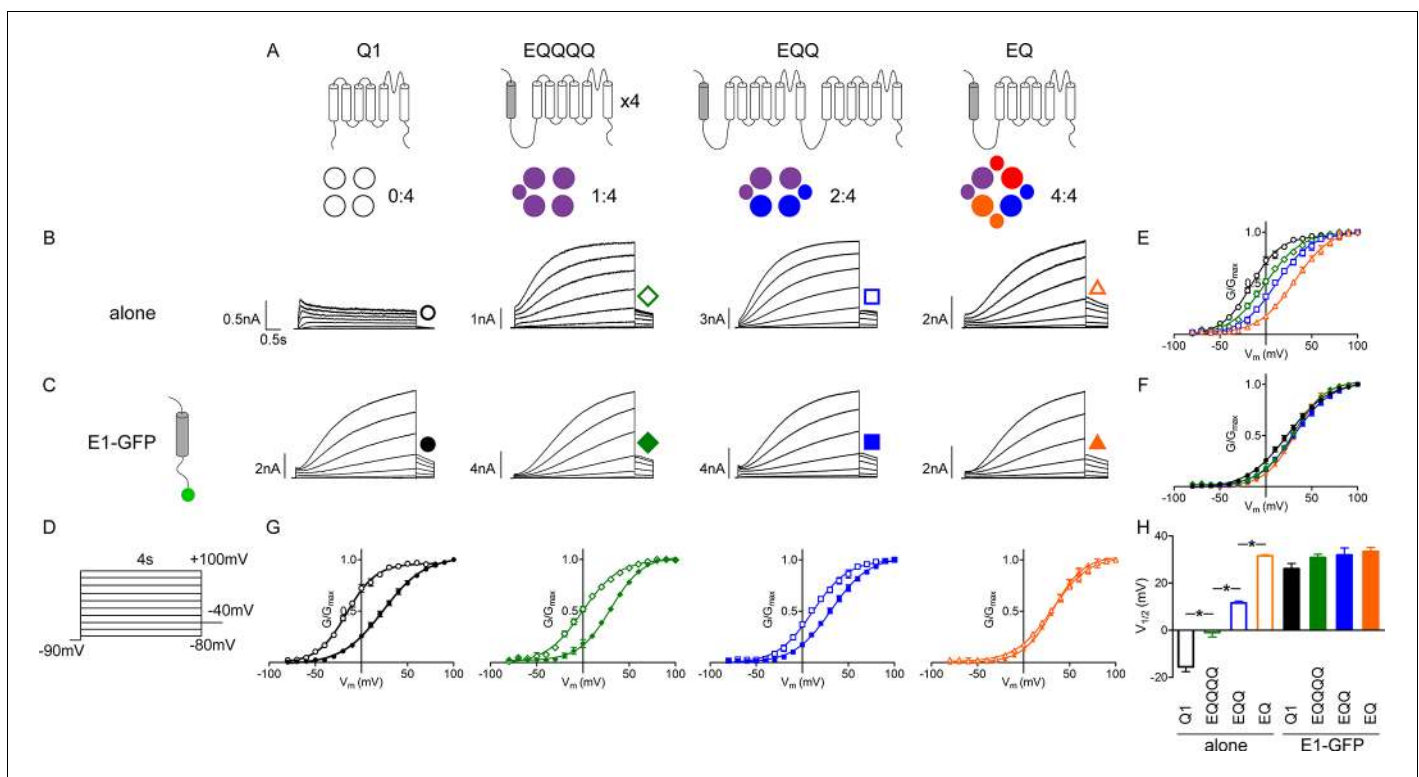 A
Q1
EQQQQ
EQQ
EQ
x4
0:4
1:4
2:4
4:4
B
alone
0.5nA
0.5s
1nA
3nA
2nA
E
G/Gmax
1.0
0.5
-100
-50
50
100
Vm (mV)
C
E1-GFP
2nA
4nA
4nA
2nA
F
G/Gmax
1.0
0.5
-100
-50
50
100
Vm (mV)
D
4s
+100mV
-40mV
-90mV
-80mV
G
G/Gmax
1.0
0.5
-100
-50
50
100
Vm (mV)
G/Gmax
1.0
0.5
-100
-50
50
100
Vm (mV)
G/Gmax
1.0
0.5
-100
-50
50
100
Vm (mV)
G/Gmax
1.0
0.5
-100
-50
50
100
Vm (mV)
H
V1/2 (mV)
40
20
0
-20
*
*
*
Q1
EQQQQ
EQQ
EQ
Q1
EQQQQ
EQQ
EQ
alone
E1-GFP